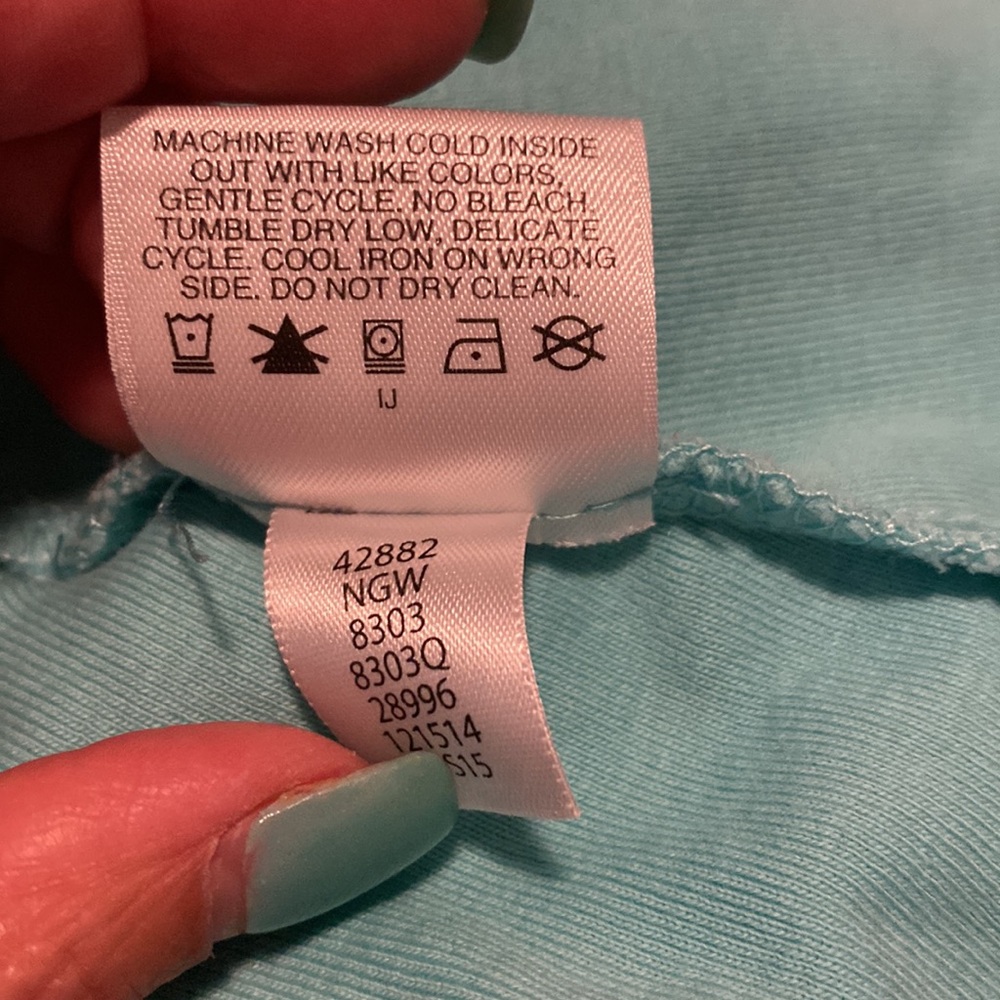 MACHINE WASH COLD INSIDE
OUT WITH LIKE COLORS,
GENTLE CYCLE. NO BLEACH.
TUMBLE DRY LOW, DELICATE
CYCLE. COOL IRON ON WRONG
SIDE. DO NOT DRY CLEAN.
IJ
42882
NGW
8303
8303Q
28996
121514
S15